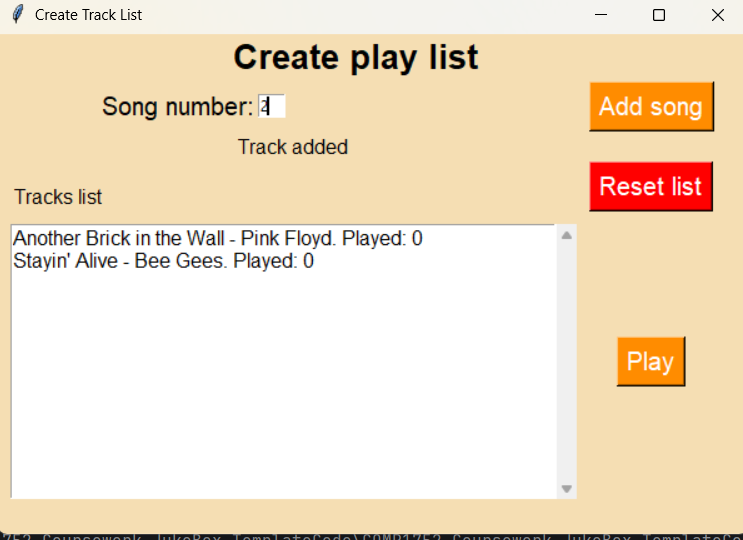 Create Track List
Create play list
Song number: 2
Add song
Track added
Reset list
Tracks list
Another Brick in the Wall - Pink Floyd. Played: 0
Stayin' Alive - Bee Gees. Played: 0
Play